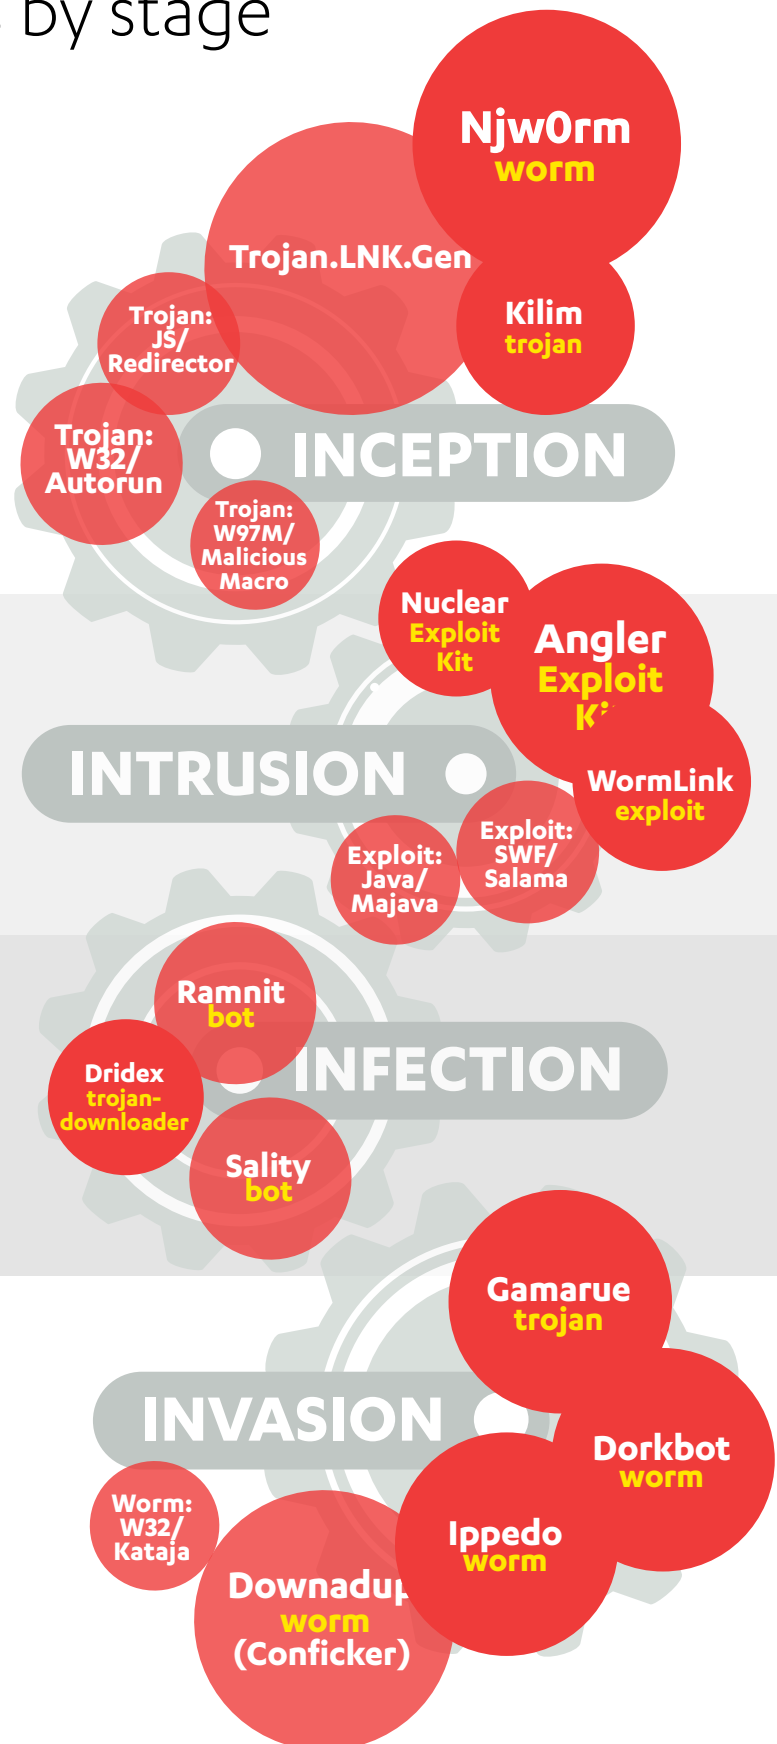 by stage
Njw0rm
worm
Trojan.LNK.Gen
Kilim
trojan
Trojan:
JS/
Redirector
INCEPTION
Trojan:
W32/
Autorun
Trojan:
W97M/
Malicious
Macro
Nuclear
Exploit
Kit
Angler
Exploit
INTRUSION
WormLink
exploit
Exploit:
SWF/
Salama
Exploit:
Java/
Majava
Ramnit
bot
INFECTION
Dridex
trojan-
downloader
Sality
bot
Gamarue
trojan
INVASION
Dorkbot
worm
Worm:
W32/
Kataja
Ippedo
worm
Downadup
worm
(Conficker)